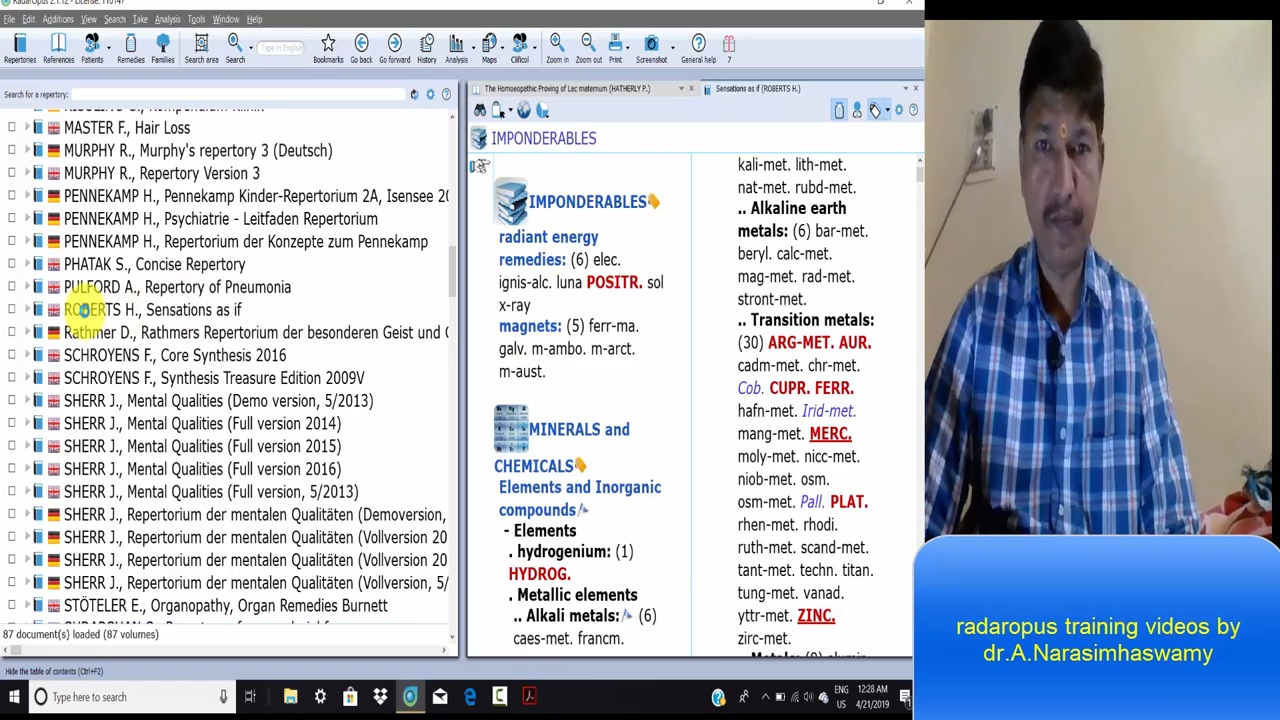 RadarOpus 2.1.12 - License: 110147
File Edit Additions View Search Take Analysis Tools Window Help
Type in English
Repertories References Patients Remedies Families Search area Search Bookmarks Go back Go forward History Analysis Maps Clificol Zoom in Zoom out Print Screenshot General help 7
Search for a repertory:
MASTER F., Hair Loss
MURPHY R., Murphy's repertory 3 (Deutsch)
MURPHY R., Repertory Version 3
PENNEKAMP H., Pennekamp Kinder-Repertorium 2A, Isensee 20
PENNEKAMP H., Psychiatrie - Leitfaden Repertorium
PENNEKAMP H., Repertorium der Konzepte zum Pennekamp
PHATAK S., Concise Repertory
PULFORD A., Repertory of Pneumonia
ROBERTS H., Sensations as if
Rathmer D., Rathmers Repertorium der besonderen Geist und G
SCHROYENS F., Core Synthesis 2016
SCHROYENS F., Synthesis Treasure Edition 2009V
SHERR J., Mental Qualities (Demo version, 5/2013)
SHERR J., Mental Qualities (Full version 2014)
SHERR J., Mental Qualities (Full version 2015)
SHERR J., Mental Qualities (Full version 2016)
SHERR J., Mental Qualities (Full version, 5/2013)
SHERR J., Repertorium der mentalen Qualitäten (Demoversion,
SHERR J., Repertorium der mentalen Qualitäten (Vollversion 20
SHERR J., Repertorium der mentalen Qualitäten (Vollversion 20
SHERR J., Repertorium der mentalen Qualitäten (Vollversion, 5/
STÖTELER E., Organopathy, Organ Remedies Burnett
87 document(s) loaded (87 volumes)
Hide the table of contents (Ctrl+F2)
The Homoeopathic Proving of Lac maternum (HATHERLY P.)
Sensations as if (ROBERTS H.)
IMPONDERABLES
IMPONDERABLES
radiant energy
remedies: (6) elec.
ignis-alc. luna POSITR. sol
x-ray
magnets: (5) ferr-ma.
galv. m-ambo. m-arct.
m-aust.
MINERALS and
CHEMICALS
Elements and Inorganic
compounds
- Elements
. hydrogenium: (1)
HYDROG.
. Metallic elements
.. Alkali metals: (6)
caes-met. francm.
kali-met. lith-met.
nat-met. rubd-met.
.. Alkaline earth
metals: (6) bar-met.
beryl. calc-met.
mag-met. rad-met.
stront-met.
.. Transition metals:
(30) ARG-MET. AUR.
cadm-met. chr-met.
Cob. CUPR. FERR.
hafn-met. Irid-met.
mang-met. MERC.
moly-met. nicc-met.
niob-met. osm.
osm-met. Pall. PLAT.
rhen-met. rhodi.
ruth-met. scand-met.
tant-met. techn. titan.
tung-met. vanad.
yttr-met. ZINC.
zirc-met.
radaropus training videos by
dr.A.Narasimhaswamy
Type here to search
ENG
US
12:28 AM
4/21/2019